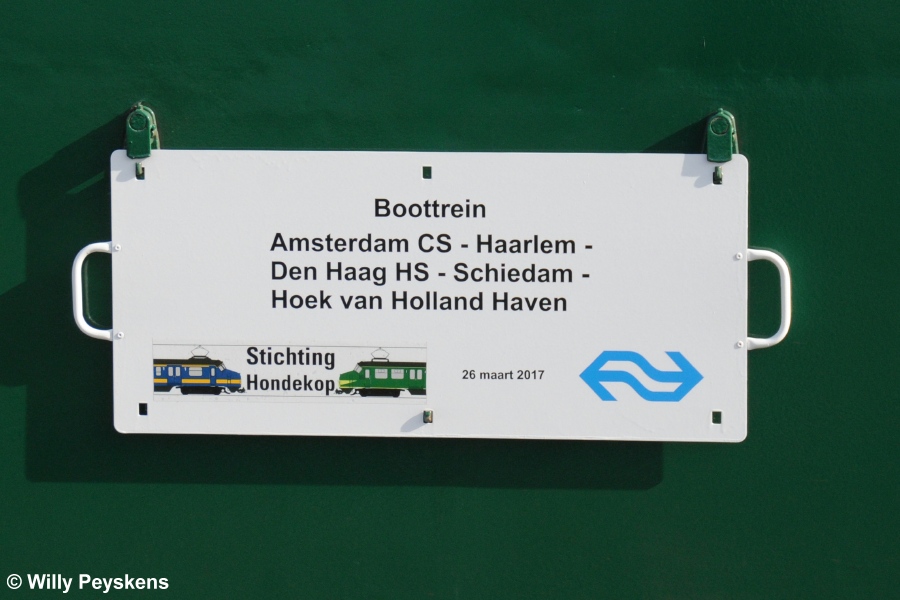 Boottrein
Amsterdam CS - Haarlem -
Den Haag HS - Schiedam -
Hoek van Holland Haven
Stichting
Hondekop
26 maart 2017
© Willy Peyskens